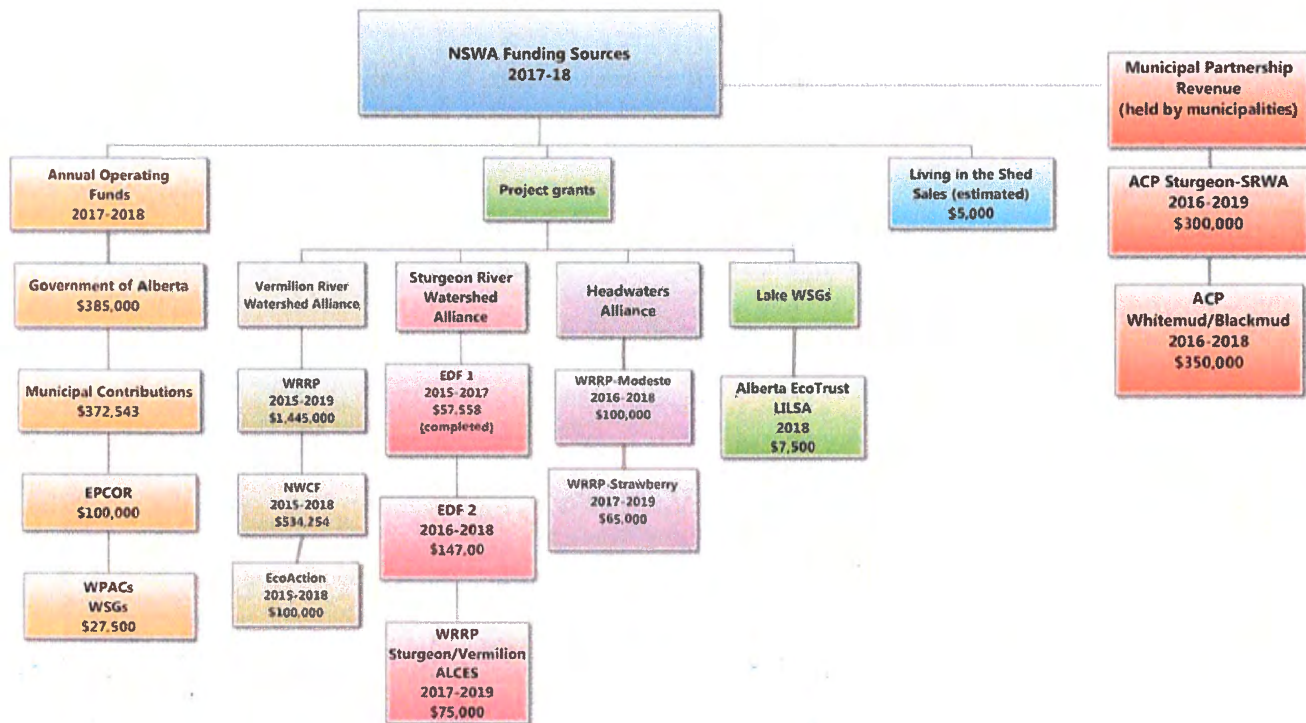 NSWA Funding Sources
2017-18
Municipal Partnership
Revenue
(held by municipalities)
Annual Operating
Funds
2017-2018
Project grants
Living in the Shed
Sales (estimated)
$5,000
ACP Sturgeon-SRWA
2016-2019
$300,000
Government of Alberta
$385,000
Vermilion River
Watershed Alliance
Sturgeon River
Watershed
Alliance
Headwaters
Alliance
Lake WSGs
ACP
Whitemud/Blackmud
2016-2018
$350,000
Municipal Contributions
$372,543
WRRP
2015-2019
$1,445,000
EDF 1
2015-2017
$57,558
(completed)
WRRP-Modeste
2016-2018
$100,000
Alberta EcoTrust
LILSA
2018
$7,500
EPCOR
$100,000
NWCF
2015-2018
$534,254
EDF 2
2016-2018
$147,00
WRRP-Strawberry
2017-2019
$65,000
WPACs
WSGs
$27,500
EcoAction
2015-2018
$100,000
WRRP
Sturgeon/Vermilion
ALCES
2017-2019
$75,000